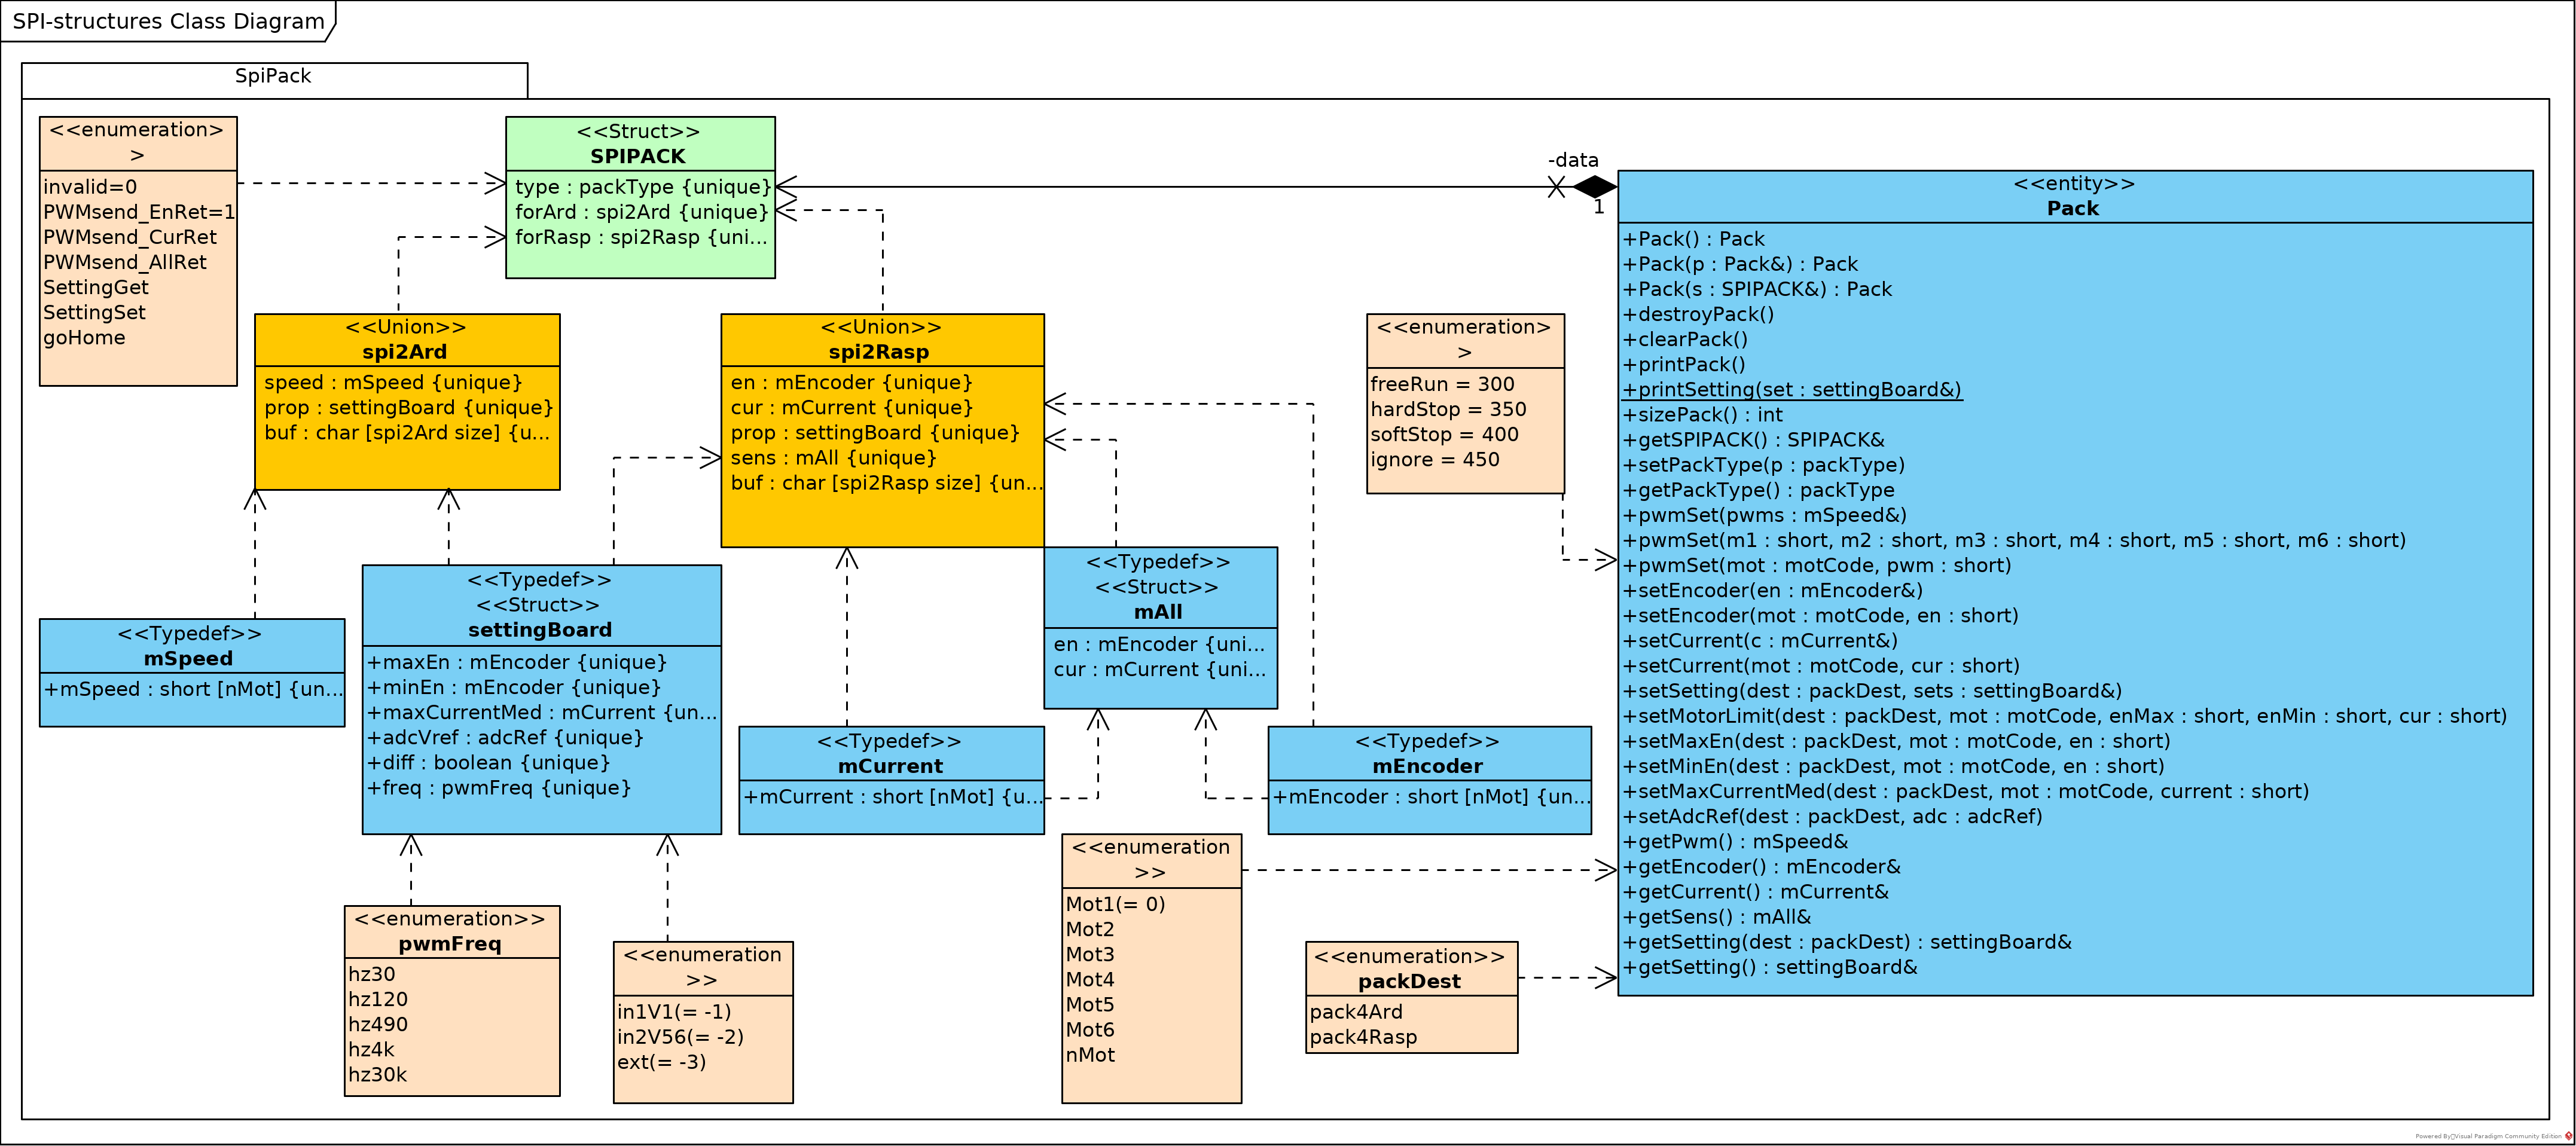 SPI-structures Class Diagram
SpiPack
<<enumeration>
>
invalid=0
PWMsend_EnRet=1
PWMsend_CurRet
PWMsend_AllRet
SettingGet
SettingSet
goHome
<<Struct>>
SPIPACK
type : packType {unique}
forArd : spi2Ard {unique}
forRasp : spi2Rasp {uni...
-data
1
<<entity>>
Pack
+Pack() : Pack
+Pack(p : Pack&) : Pack
+Pack(s : SPIPACK&) : Pack
+destroyPack()
+clearPack()
+printPack()
+printSetting(set : settingBoard&)
+sizePack() : int
+getSPIPACK() : SPIPACK&
+setPackType(p : packType)
+getPackType() : packType
+pwmSet(pwms : mSpeed&)
+pwmSet(m1 : short, m2 : short, m3 : short, m4 : short, m5 : short, m6 : short)
+pwmSet(mot : motCode, pwm : short)
+setEncoder(en : mEncoder&)
+setEncoder(mot : motCode, en : short)
+setCurrent(c : mCurrent&)
+setCurrent(mot : motCode, cur : short)
+setSetting(dest : packDest, sets : settingBoard&)
+setMotorLimit(dest : packDest, mot : motCode, enMax : short, enMin : short, cur : short)
+setMaxEn(dest : packDest, mot : motCode, en : short)
+setMinEn(dest : packDest, mot : motCode, en : short)
+setMaxCurrentMed(dest : packDest, mot : motCode, current : short)
+setAdcRef(dest : packDest, adc : adcRef)
+getPwm() : mSpeed&
+getEncoder() : mEncoder&
+getCurrent() : mCurrent&
+getSens() : mAll&
+getSetting(dest : packDest) : settingBoard&
+getSetting() : settingBoard&
<<Union>>
spi2Ard
speed : mSpeed {unique}
prop : settingBoard {unique}
buf : char [spi2Ard size] {u...
<<Union>>
spi2Rasp
en : mEncoder {unique}
cur : mCurrent {unique}
prop : settingBoard {unique}
sens : mAll {unique}
buf : char [spi2Rasp size] {un...
<<enumeration>
>
freeRun = 300
hardStop = 350
softStop = 400
ignore = 450
<<Typedef>>
mSpeed
+mSpeed : short [nMot] {un...
<<Typedef>>
<<Struct>>
settingBoard
+maxEn : mEncoder {unique}
+minEn : mEncoder {unique}
+maxCurrentMed : mCurrent {un...
+adcVref : adcRef {unique}
+diff : boolean {unique}
+freq : pwmFreq {unique}
<<Typedef>>
<<Struct>>
mAll
en : mEncoder {uni...
cur : mCurrent {uni...
<<Typedef>>
mCurrent
+mCurrent : short [nMot] {u...
<<Typedef>>
mEncoder
+mEncoder : short [nMot] {un...
<<enumeration>>
pwmFreq
hz30
hz120
hz490
hz4k
hz30k
<<enumeration
>>
in1V1(= -1)
in2V56(= -2)
ext(= -3)
<<enumeration
>>
Mot1(= 0)
Mot2
Mot3
Mot4
Mot5
Mot6
nMot
<<enumeration>>
packDest
pack4Ard
pack4Rasp
Powered By Visual Paradigm Community Edition